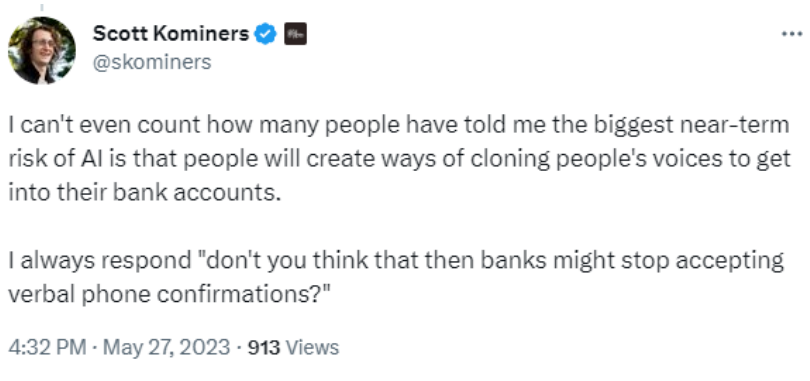 Scott Kominers
@skominers
I can't even count how many people have told me the biggest near-term
risk of AI is that people will create ways of cloning people's voices to get
into their bank accounts.
I always respond "don't you think that then banks might stop accepting
verbal phone confirmations?"
4:32 PM · May 27, 2023 · 913 Views